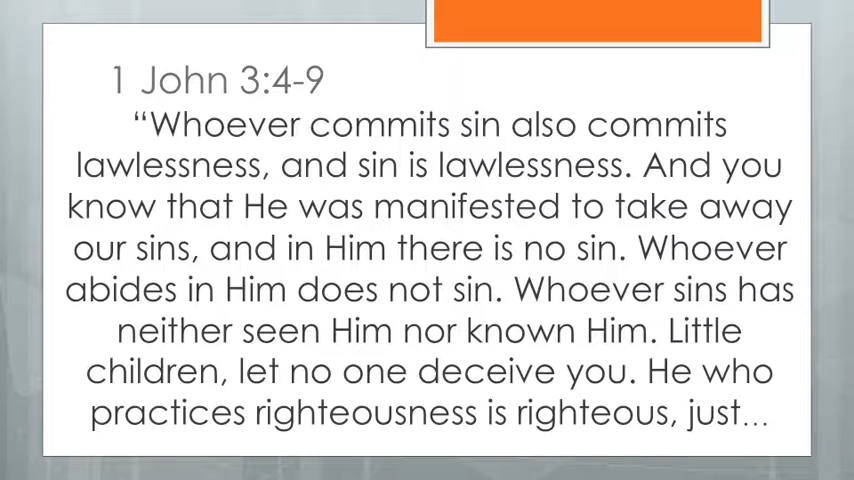 1 John 3:4-9
“Whoever commits sin also commits
lawlessness, and sin is lawlessness. And you
know that He was manifested to take away
our sins, and in Him there is no sin. Whoever
abides in Him does not sin. Whoever sins has
neither seen Him nor known Him. Little
children, let no one deceive you. He who
practices righteousness is righteous, just…